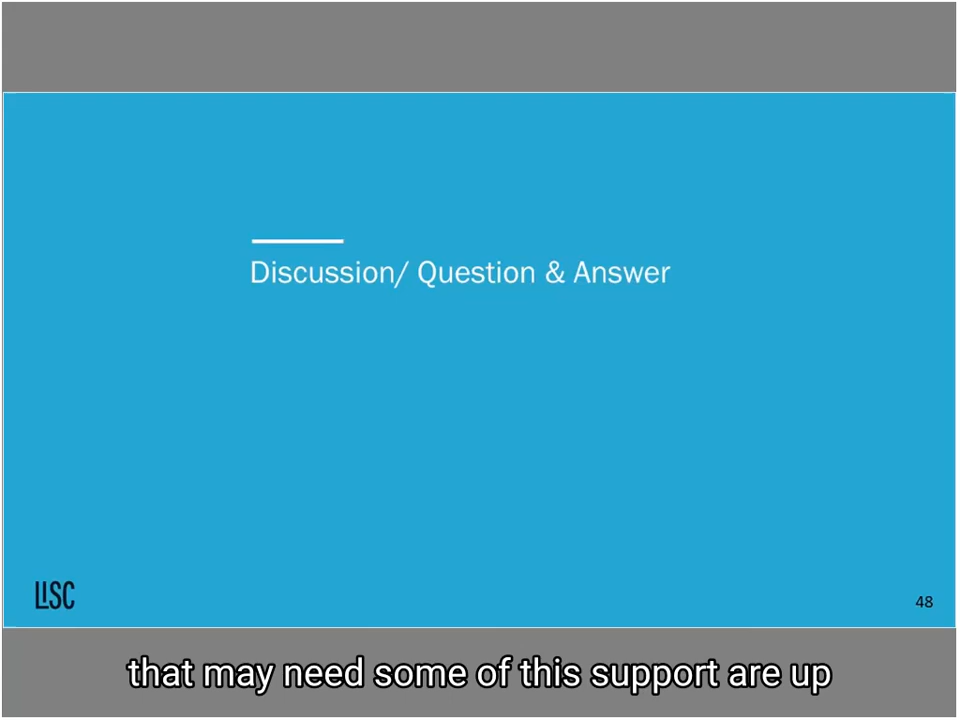 Discussion/ Question & Answer
LISC
48
that may need some of this support are up